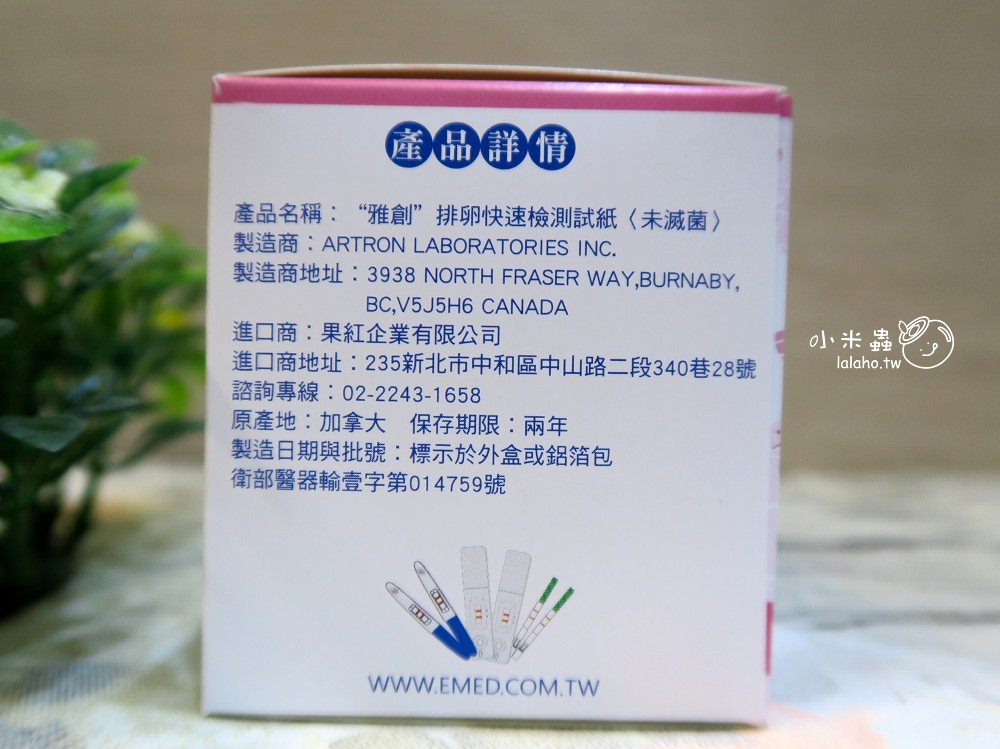 產品詳情
產品名稱：“雅創”排卵快速檢測試紙〈未滅菌〉
製造商：ARTRON LABORATORIES INC.
製造商地址：3938 NORTH FRASER WAY,BURNABY,
BC,V5J5H6 CANADA
進口商：果紅企業有限公司
進口商地址：235新北市中和區中山路二段340巷28號
諮詢專線：02-2243-1658
原產地：加拿大 保存期限：兩年
製造日期與批號：標示於外盒或鋁箔包
衛部醫器輸壹字第014759號
WWW.EMED.COM.TW
小米蟲
lalaho.tw